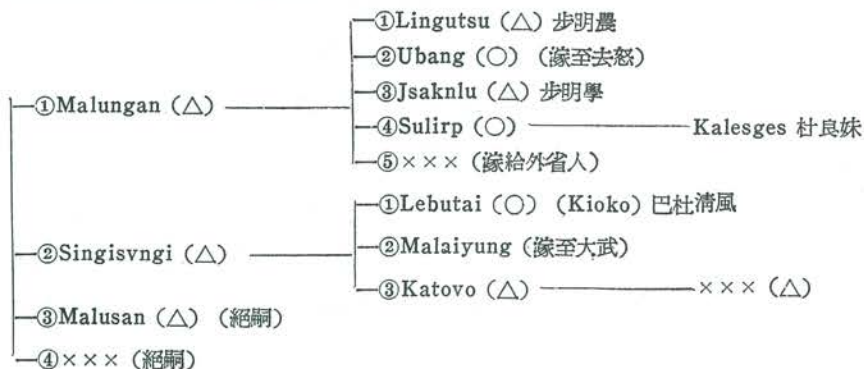 ①Lingutsu (△) 步明農
②Ubang (○) (嫁至去怒)
①Malungan (△) ③Jsaknlu (△) 步明學
④Sulirp (○) Kalesges 杜良妹
⑤××× (嫁給外省人)
①Lebutai (○) (Kioko) 巴杜清風
②Singisvngi (△) ②Malaiyung (嫁至大武)
③Katovo (△) ××× (△)
③Malusan (△) (絕嗣)
④××× (絕嗣)